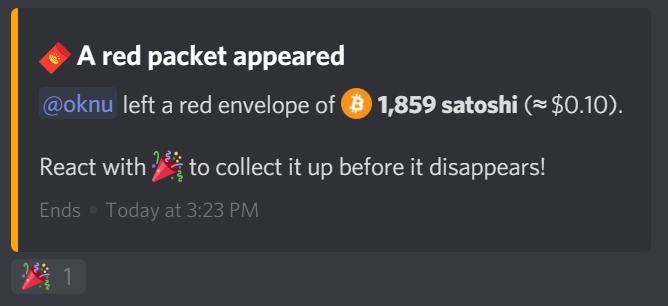 A red packet appeared
@oknu left a red envelope of 1,859 satoshi (≈ $0.10).
React with 🎉 to collect it up before it disappears!
Ends • Today at 3:23 PM
🎉 1